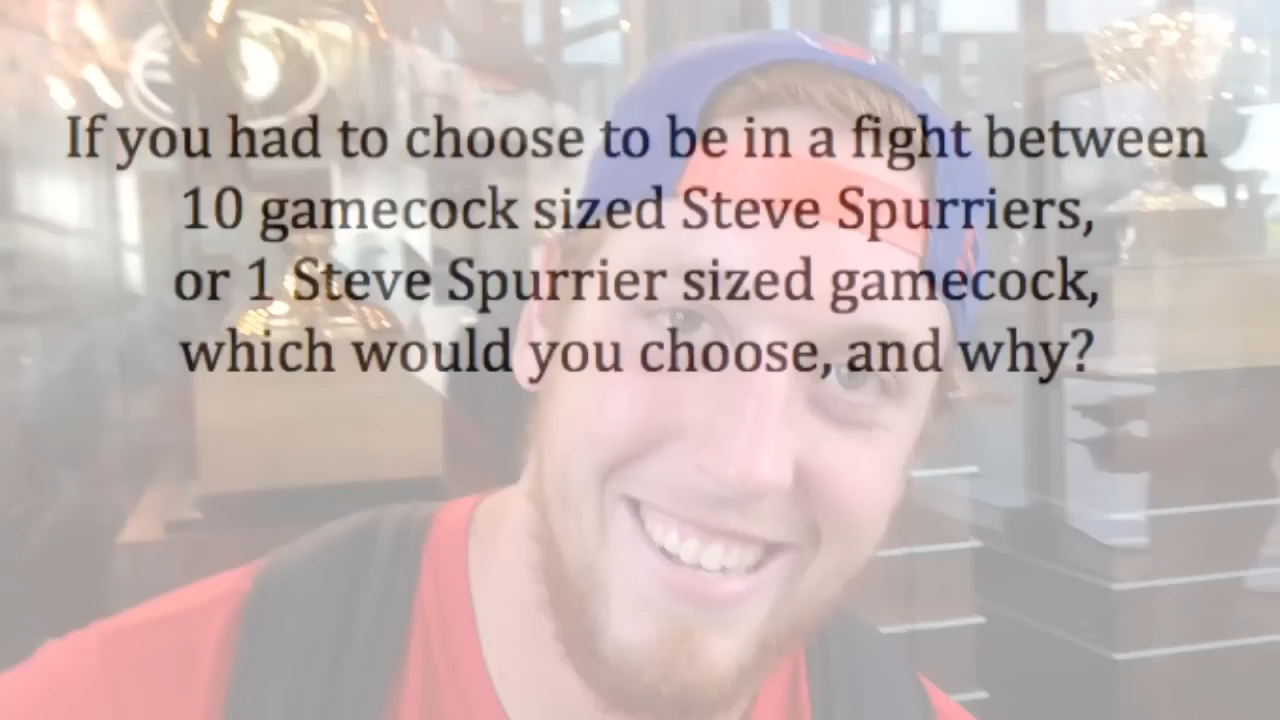 If you had to choose to be in a fight between
10 gamecock sized Steve Spurriers,
or 1 Steve Spurrier sized gamecock,
which would you choose, and why?